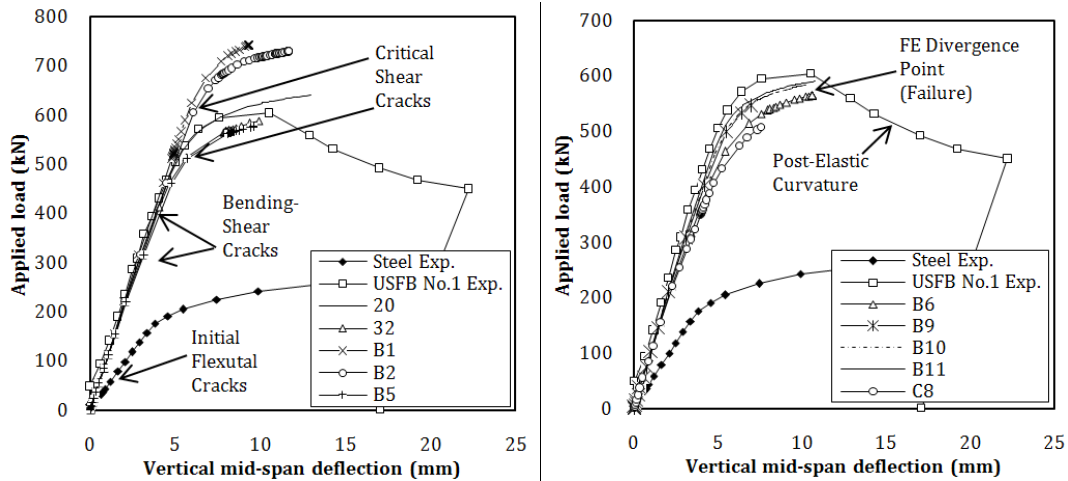 800
700
600
500
400
300
200
100
0
Applied load (kN)
0 5 10 15 20 25
Vertical mid-span deflection (mm)
Critical
Shear
Cracks
Bending-
Shear
Cracks
Initial
Flexutal
Cracks
Steel Exp.
USFB No.1 Exp.
20
32
B1
B2
B5
700
600
500
400
300
200
100
0
Applied load (kN)
0 5 10 15 20 25
Vertical mid-span deflection (mm)
FE Divergence
Point
(Failure)
Post-Elastic
Curvature
Steel Exp.
USFB No.1 Exp.
B6
B9
B10
B11
C8